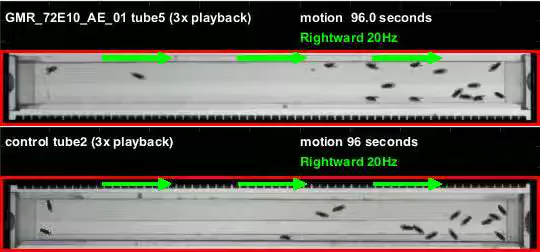 GMR_72E10_AE_01 tube5 (3x playback) motion 96.0 seconds
Rightward 20Hz
control tube2 (3x playback) motion 96 seconds
Rightward 20Hz